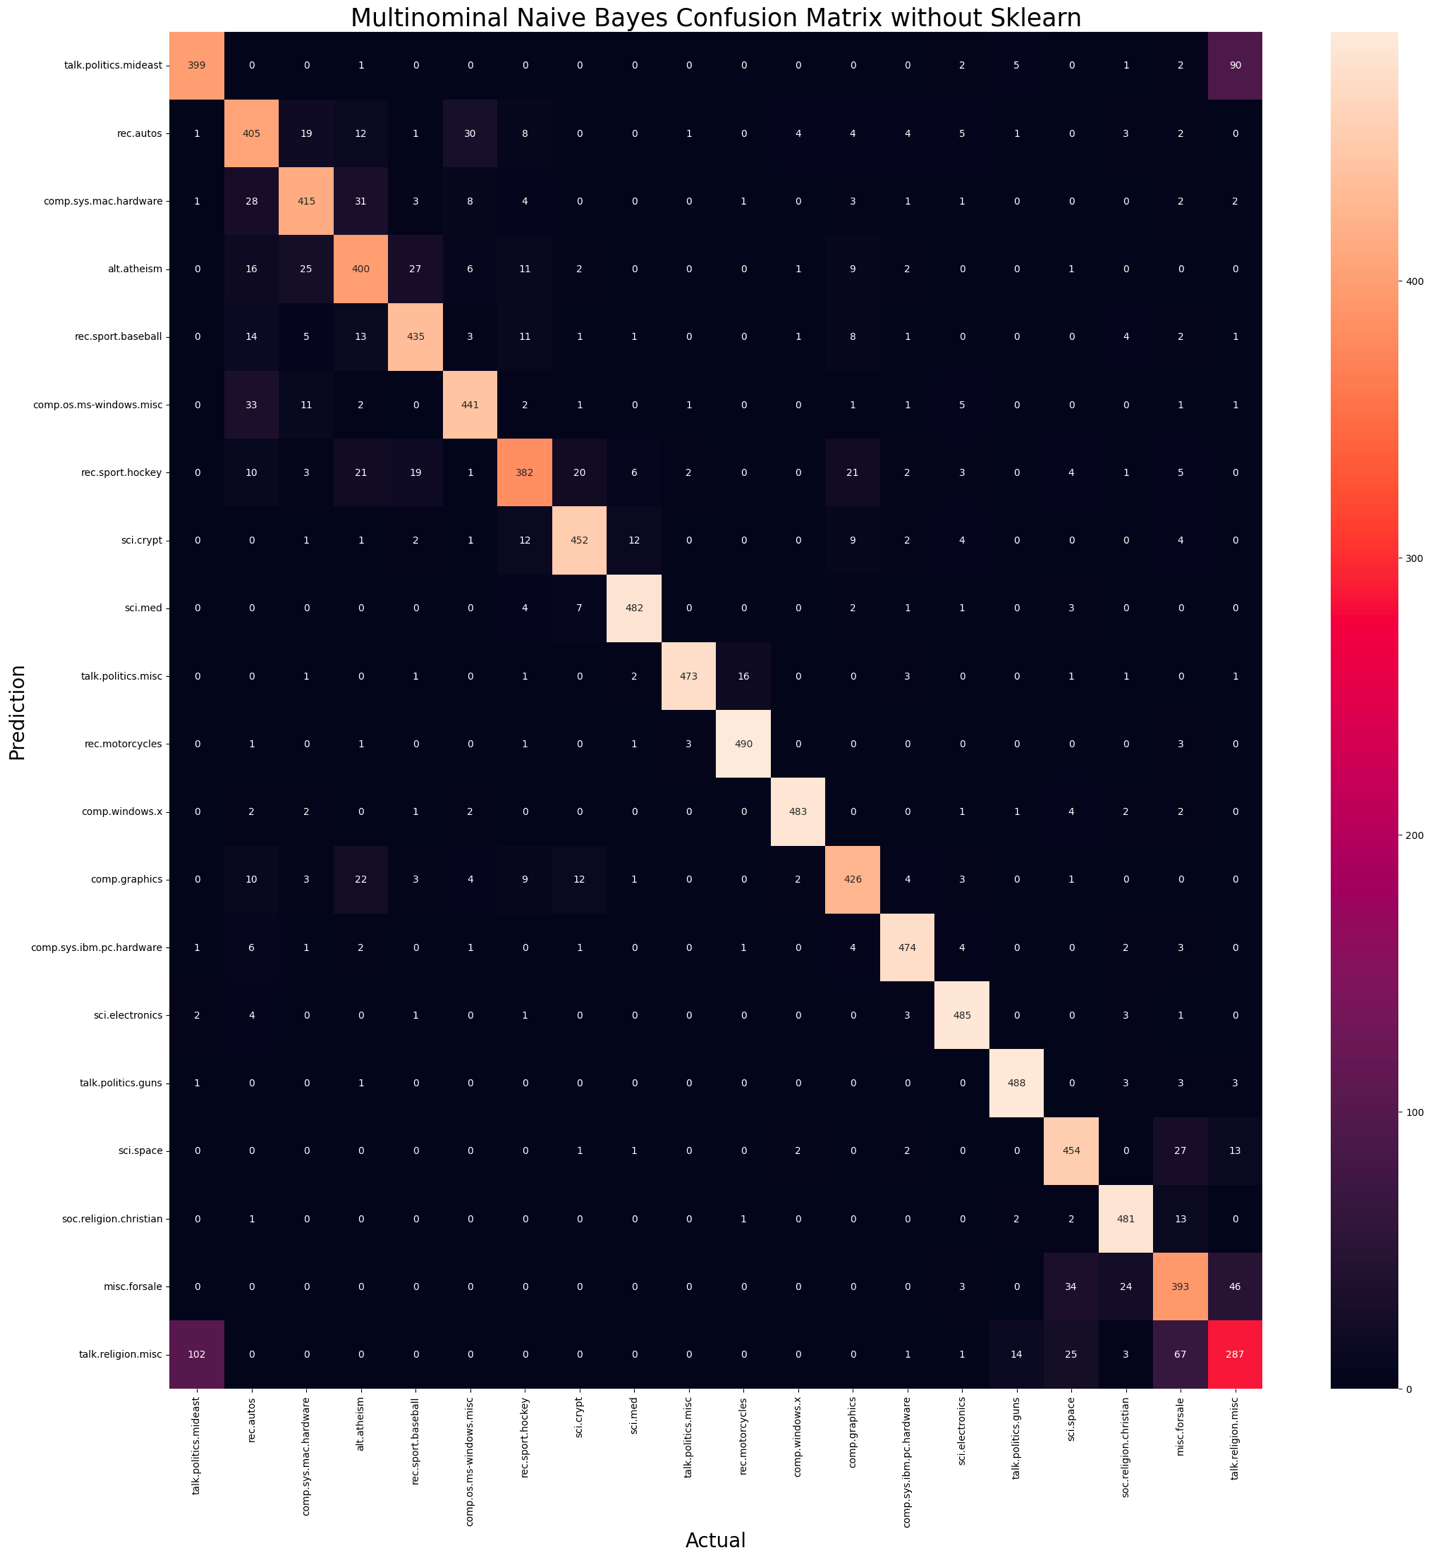 Multinominal Naive Bayes Confusion Matrix without Sklearn
talk.politics.mideast 399 0 0 1 0 0 0 0 0 0 0 0 0 0 2 5 0 1 2 90
rec.autos 1 405 19 12 1 30 8 0 0 1 0 4 4 4 5 1 0 3 2 0
comp.sys.mac.hardware 1 28 415 31 3 8 4 0 0 0 1 0 3 1 1 0 0 0 2 2
alt.atheism 0 16 25 400 27 6 11 2 0 0 0 1 9 2 0 0 1 0 0 0
rec.sport.baseball 0 14 5 13 435 3 11 1 1 0 0 1 8 1 0 0 0 4 2 1
comp.os.ms-windows.misc 0 33 11 2 0 441 2 1 0 1 0 0 1 1 5 0 0 0 1 1
rec.sport.hockey 0 10 3 21 19 1 382 20 6 2 0 0 21 2 3 0 4 1 5 0
sci.crypt 0 0 1 1 2 1 12 452 12 0 0 0 9 2 4 0 0 0 4 0
sci.med 0 0 0 0 0 0 4 7 482 0 0 0 2 1 1 0 3 0 0 0
talk.politics.misc 0 0 1 0 1 0 1 0 2 473 16 0 0 3 0 0 1 1 0 1
rec.motorcycles 0 1 0 1 0 0 1 0 1 3 490 0 0 0 0 0 0 0 3 0
comp.windows.x 0 2 2 0 1 2 0 0 0 0 0 483 0 0 1 1 4 2 2 0
comp.graphics 0 10 3 22 3 4 9 12 1 0 0 2 426 4 3 0 1 0 0 0
comp.sys.ibm.pc.hardware 1 6 1 2 0 1 0 1 0 0 1 0 4 474 4 0 0 2 3 0
sci.electronics 2 4 0 0 1 0 1 0 0 0 0 0 0 3 485 0 0 3 1 0
talk.politics.guns 1 0 0 1 0 0 0 0 0 0 0 0 0 0 0 488 0 3 3 3
sci.space 0 0 0 0 0 0 0 1 1 0 0 2 0 2 0 0 454 0 27 13
soc.religion.christian 0 1 0 0 0 0 0 0 0 0 1 0 0 0 0 2 2 481 13 0
misc.forsale 0 0 0 0 0 0 0 0 0 0 0 0 0 0 3 0 34 24 393 46
talk.religion.misc 102 0 0 0 0 0 0 0 0 0 0 0 0 1 1 14 25 3 67 287
Prediction
talk.politics.mideast
rec.autos
comp.sys.mac.hardware
alt.atheism
rec.sport.baseball
comp.os.ms-windows.misc
rec.sport.hockey
sci.crypt
sci.med
talk.politics.misc
rec.motorcycles
comp.windows.x
comp.graphics
comp.sys.ibm.pc.hardware
sci.electronics
talk.politics.guns
sci.space
soc.religion.christian
misc.forsale
talk.religion.misc
Actual
400
300
200
100
0